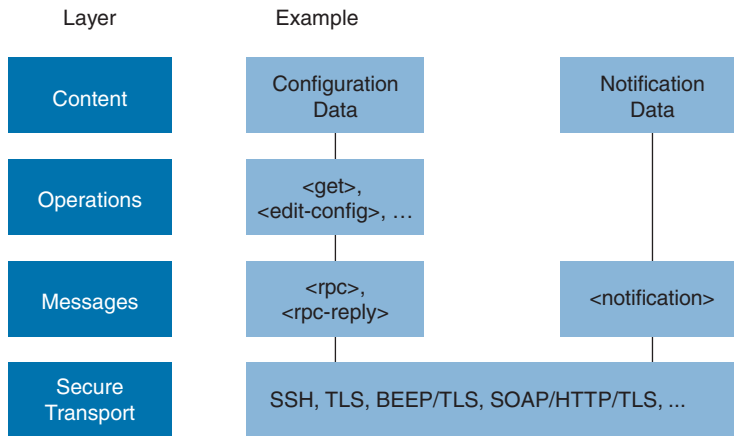 Layer
Example
Content
Configuration
Data
Notification
Data
Operations
<get>,
<edit-config>, …
Messages
<rpc>,
<rpc-reply>
<notification>
Secure
Transport
SSH, TLS, BEEP/TLS, SOAP/HTTP/TLS, ...